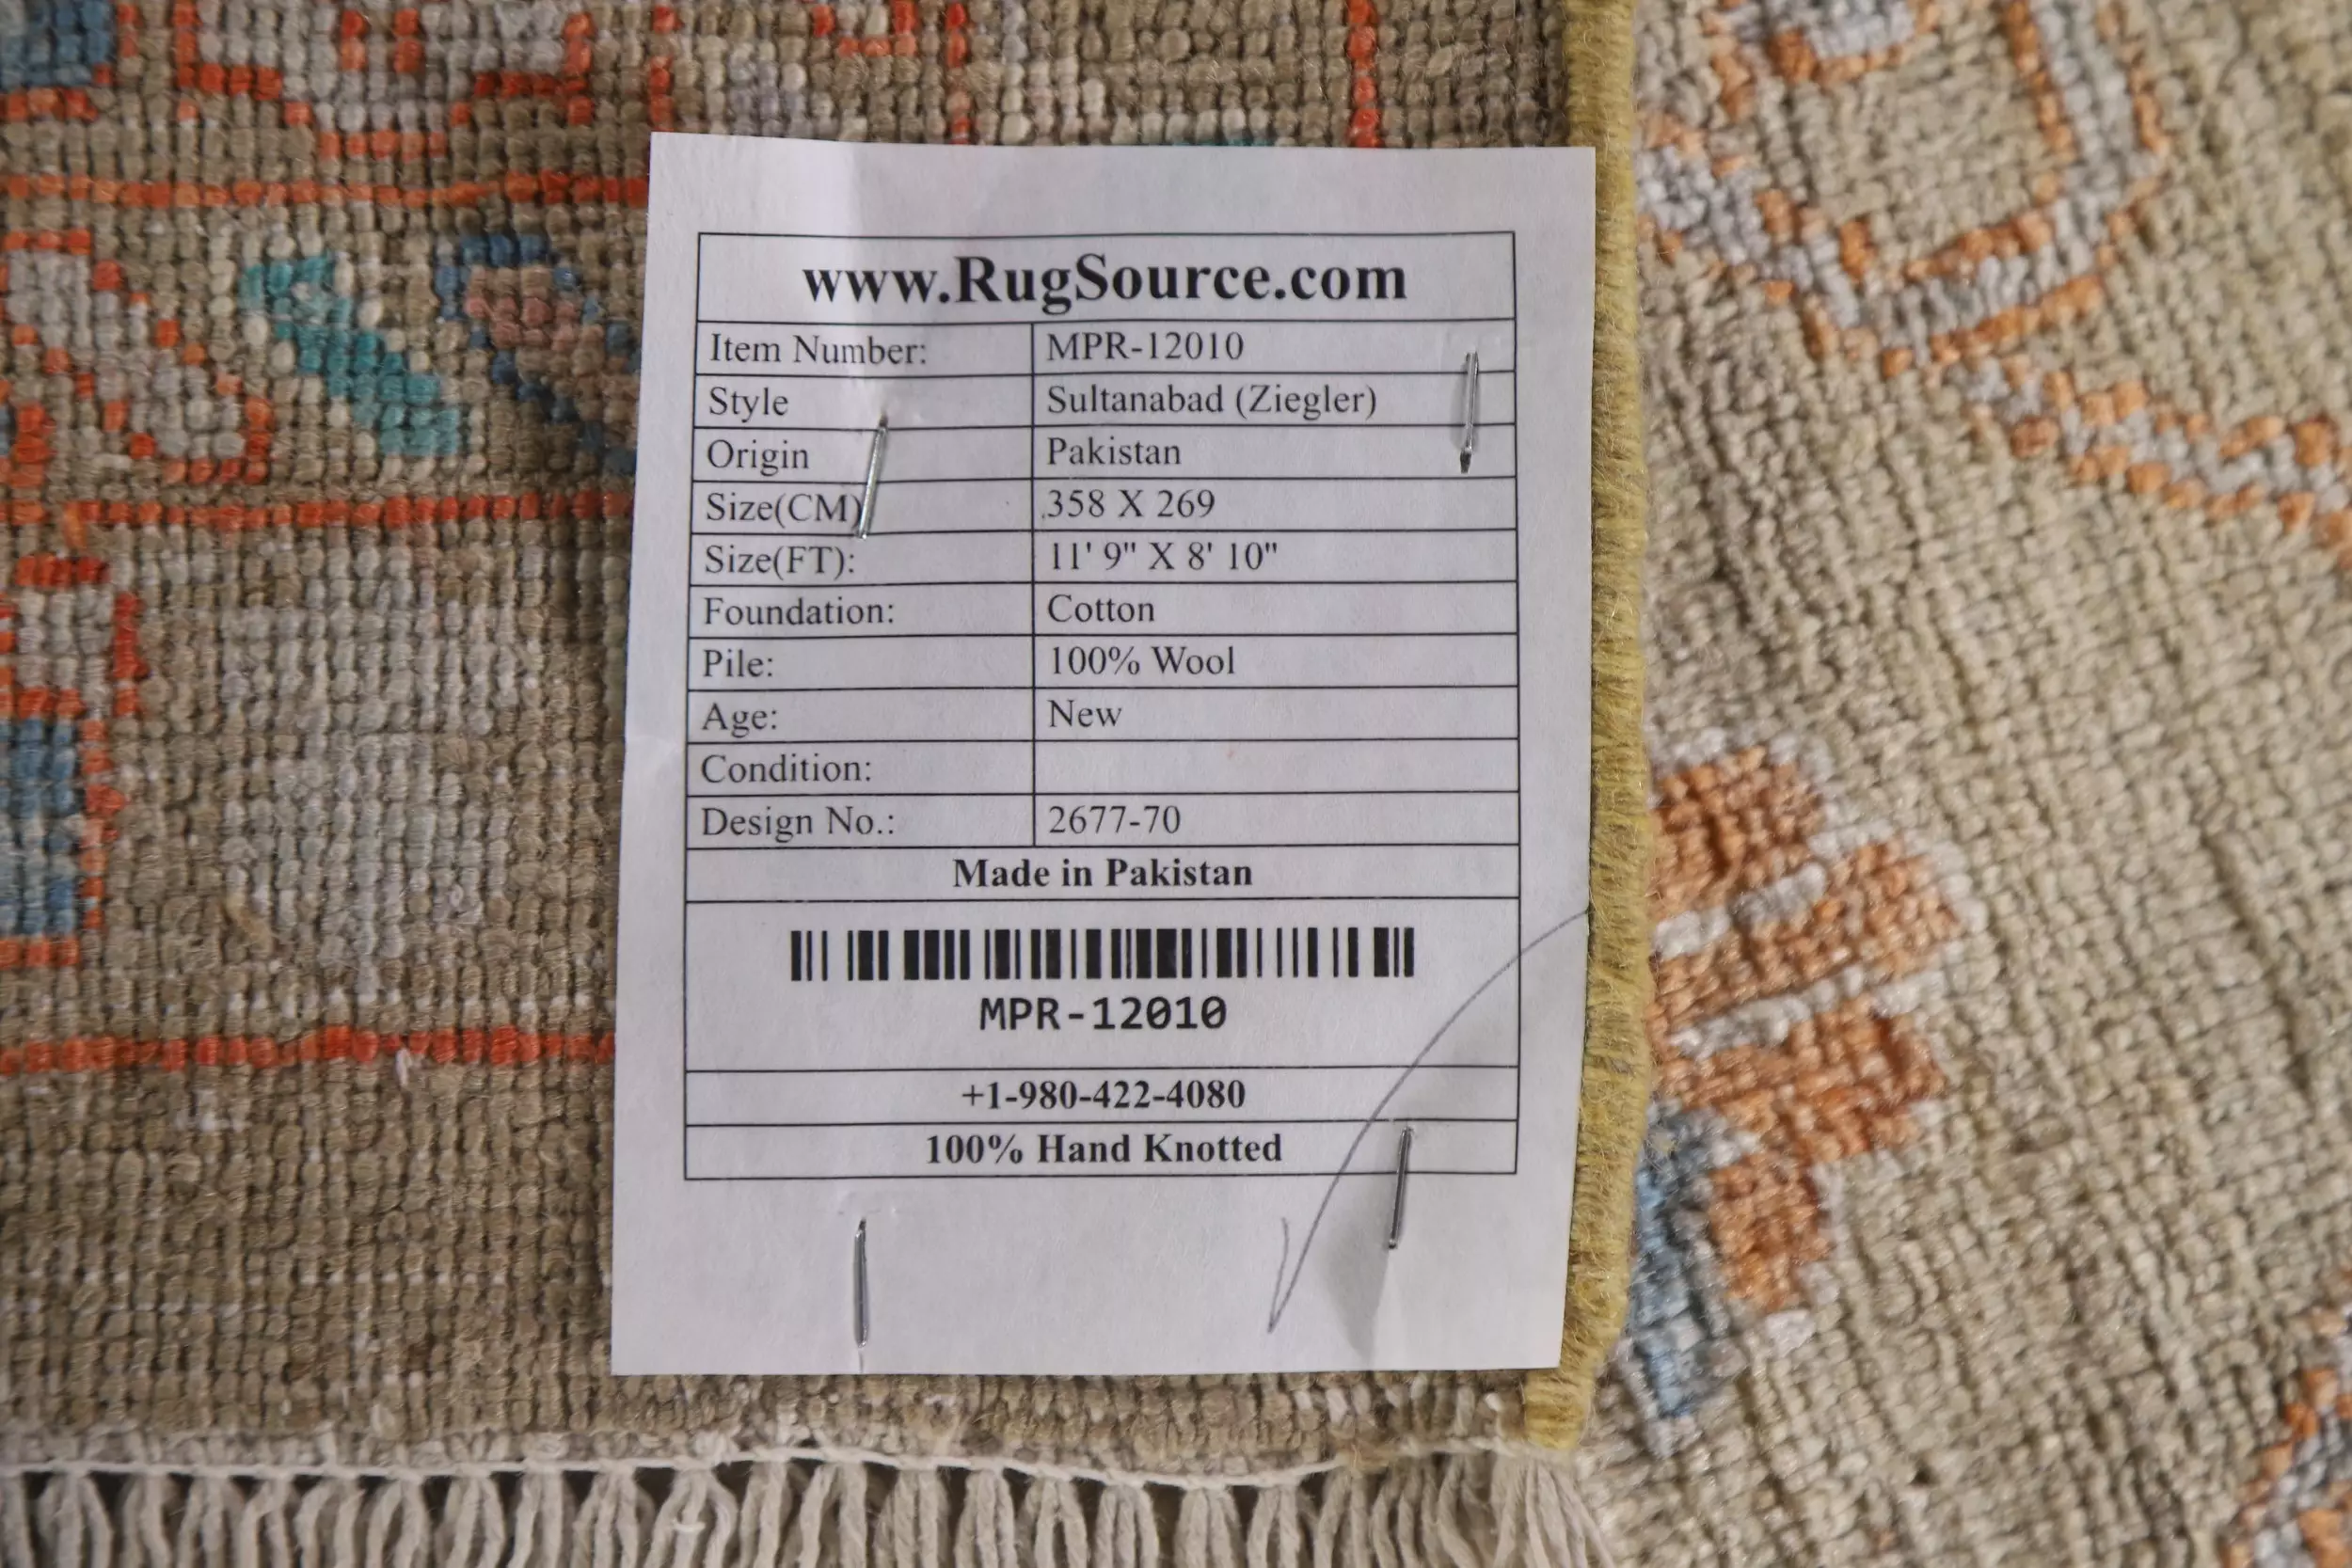 www.RugSource.com
Item Number: MPR-12010
Style Sultanabad (Ziegler)
Origin Pakistan
Size(CM) 358 X 269
Size(FT): 11' 9" X 8' 10"
Foundation: Cotton
Pile: 100% Wool
Age: New
Condition:
Design No.: 2677-70
Made in Pakistan
MPR-12010
+1-980-422-4080
100% Hand Knotted